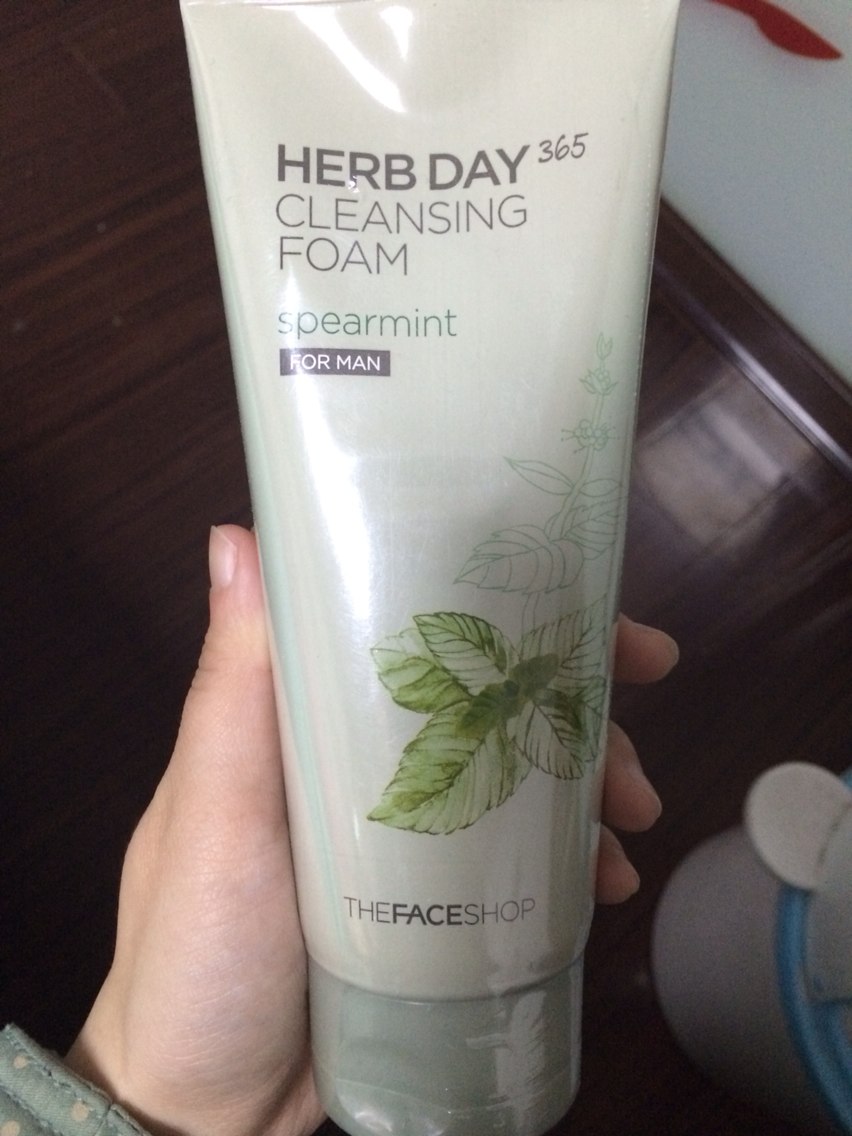 HERB DAY 365
CLEANSING
FOAM
spearmint
FOR MAN
THEFACESHOP